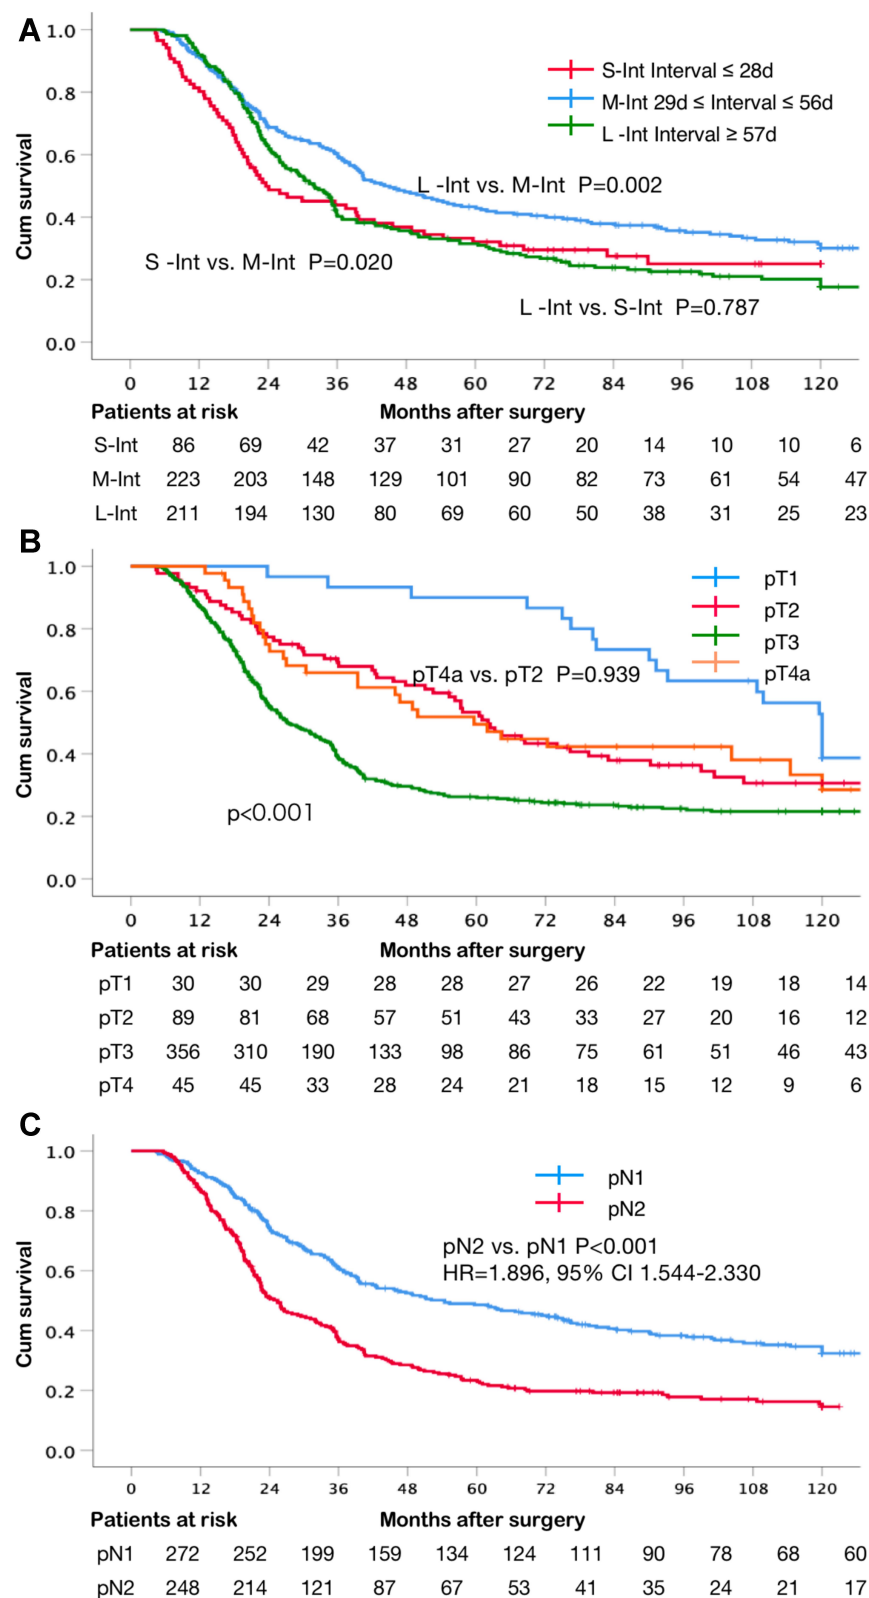 A
1.0
0.8
0.6
0.4
0.2
0.0
Cum survival
S-Int Interval ≤ 28d
M-Int 29d ≤ Interval ≤ 56d
L -Int Interval ≥ 57d
L -Int vs. M-Int P=0.002
S -Int vs. M-Int P=0.020
L -Int vs. S-Int P=0.787
0 12 24 36 48 60 72 84 96 108 120
Patients at risk Months after surgery
S-Int 86 69 42 37 31 27 20 14 10 10 6
M-Int 223 203 148 129 101 90 82 73 61 54 47
L-Int 211 194 130 80 69 60 50 38 31 25 23
B
1.0
0.8
0.6
0.4
0.2
0.0
Cum survival
pT1
pT2
pT3
pT4a
pT4a vs. pT2 P=0.939
p<0.001
0 12 24 36 48 60 72 84 96 108 120
Patients at risk Months after surgery
pT1 30 30 29 28 28 27 26 22 19 18 14
pT2 89 81 68 57 51 43 33 27 20 16 12
pT3 356 310 190 133 98 86 75 61 51 46 43
pT4 45 45 33 28 24 21 18 15 12 9 6
C
1.0
0.8
0.6
0.4
0.2
0.0
Cum survival
pN1
pN2
pN2 vs. pN1 P<0.001
HR=1.896, 95% CI 1.544-2.330
0 12 24 36 48 60 72 84 96 108 120
Patients at risk Months after surgery
pN1 272 252 199 159 134 124 111 90 78 68 60
pN2 248 214 121 87 67 53 41 35 24 21 17